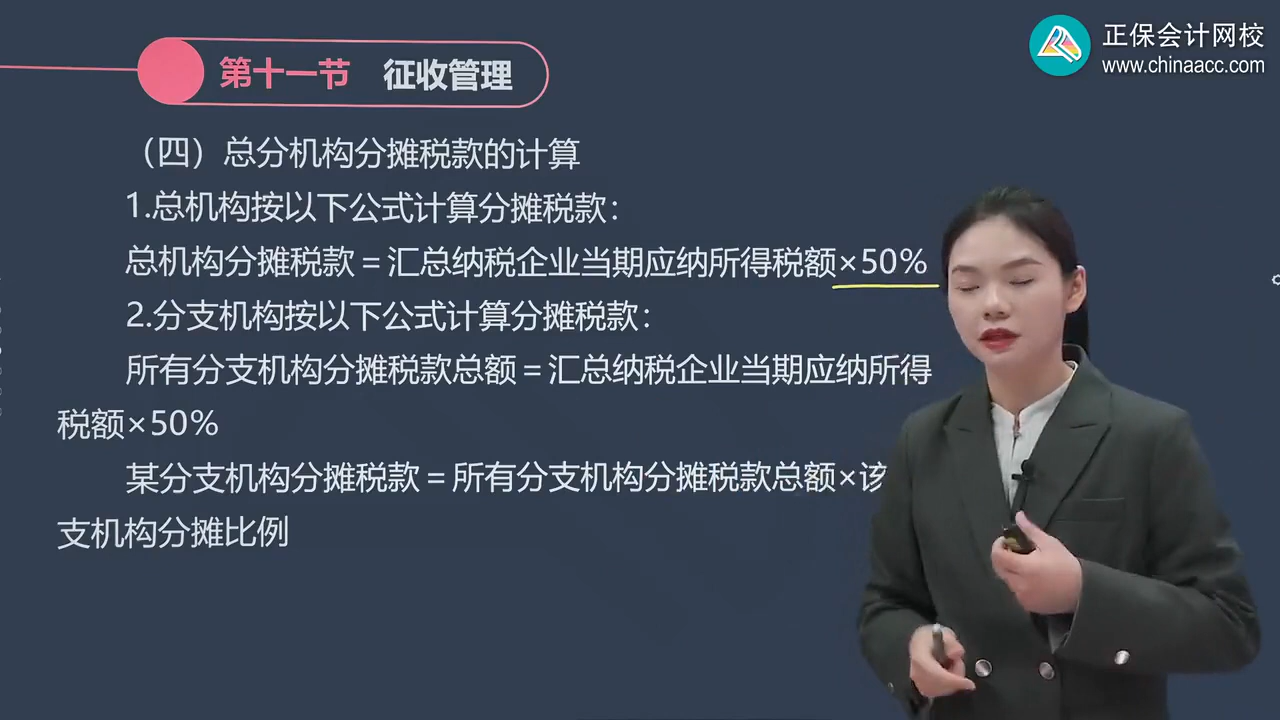 正保会计网校
www.chinaacc.com
第十一节 征收管理
（四）总分机构分摊税款的计算
1.总机构按以下公式计算分摊税款：
总机构分摊税款＝汇总纳税企业当期应纳所得税额×50%
2.分支机构按以下公式计算分摊税款：
所有分支机构分摊税款总额＝汇总纳税企业当期应纳所得
税额×50%
某分支机构分摊税款＝所有分支机构分摊税款总额×该
支机构分摊比例